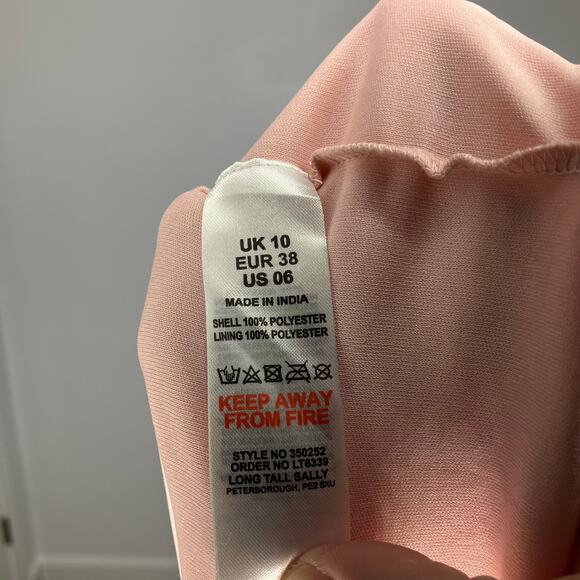 UK 10
EUR 38
US 06
MADE IN INDIA
SHELL 100% POLYESTER
LINING 100% POLYESTER
KEEP AWAY
FROM FIRE
STYLE NO 350252
ORDER NO LT6339
LONG TALL SALLY
PETERBOROUGH, PE2 6XU